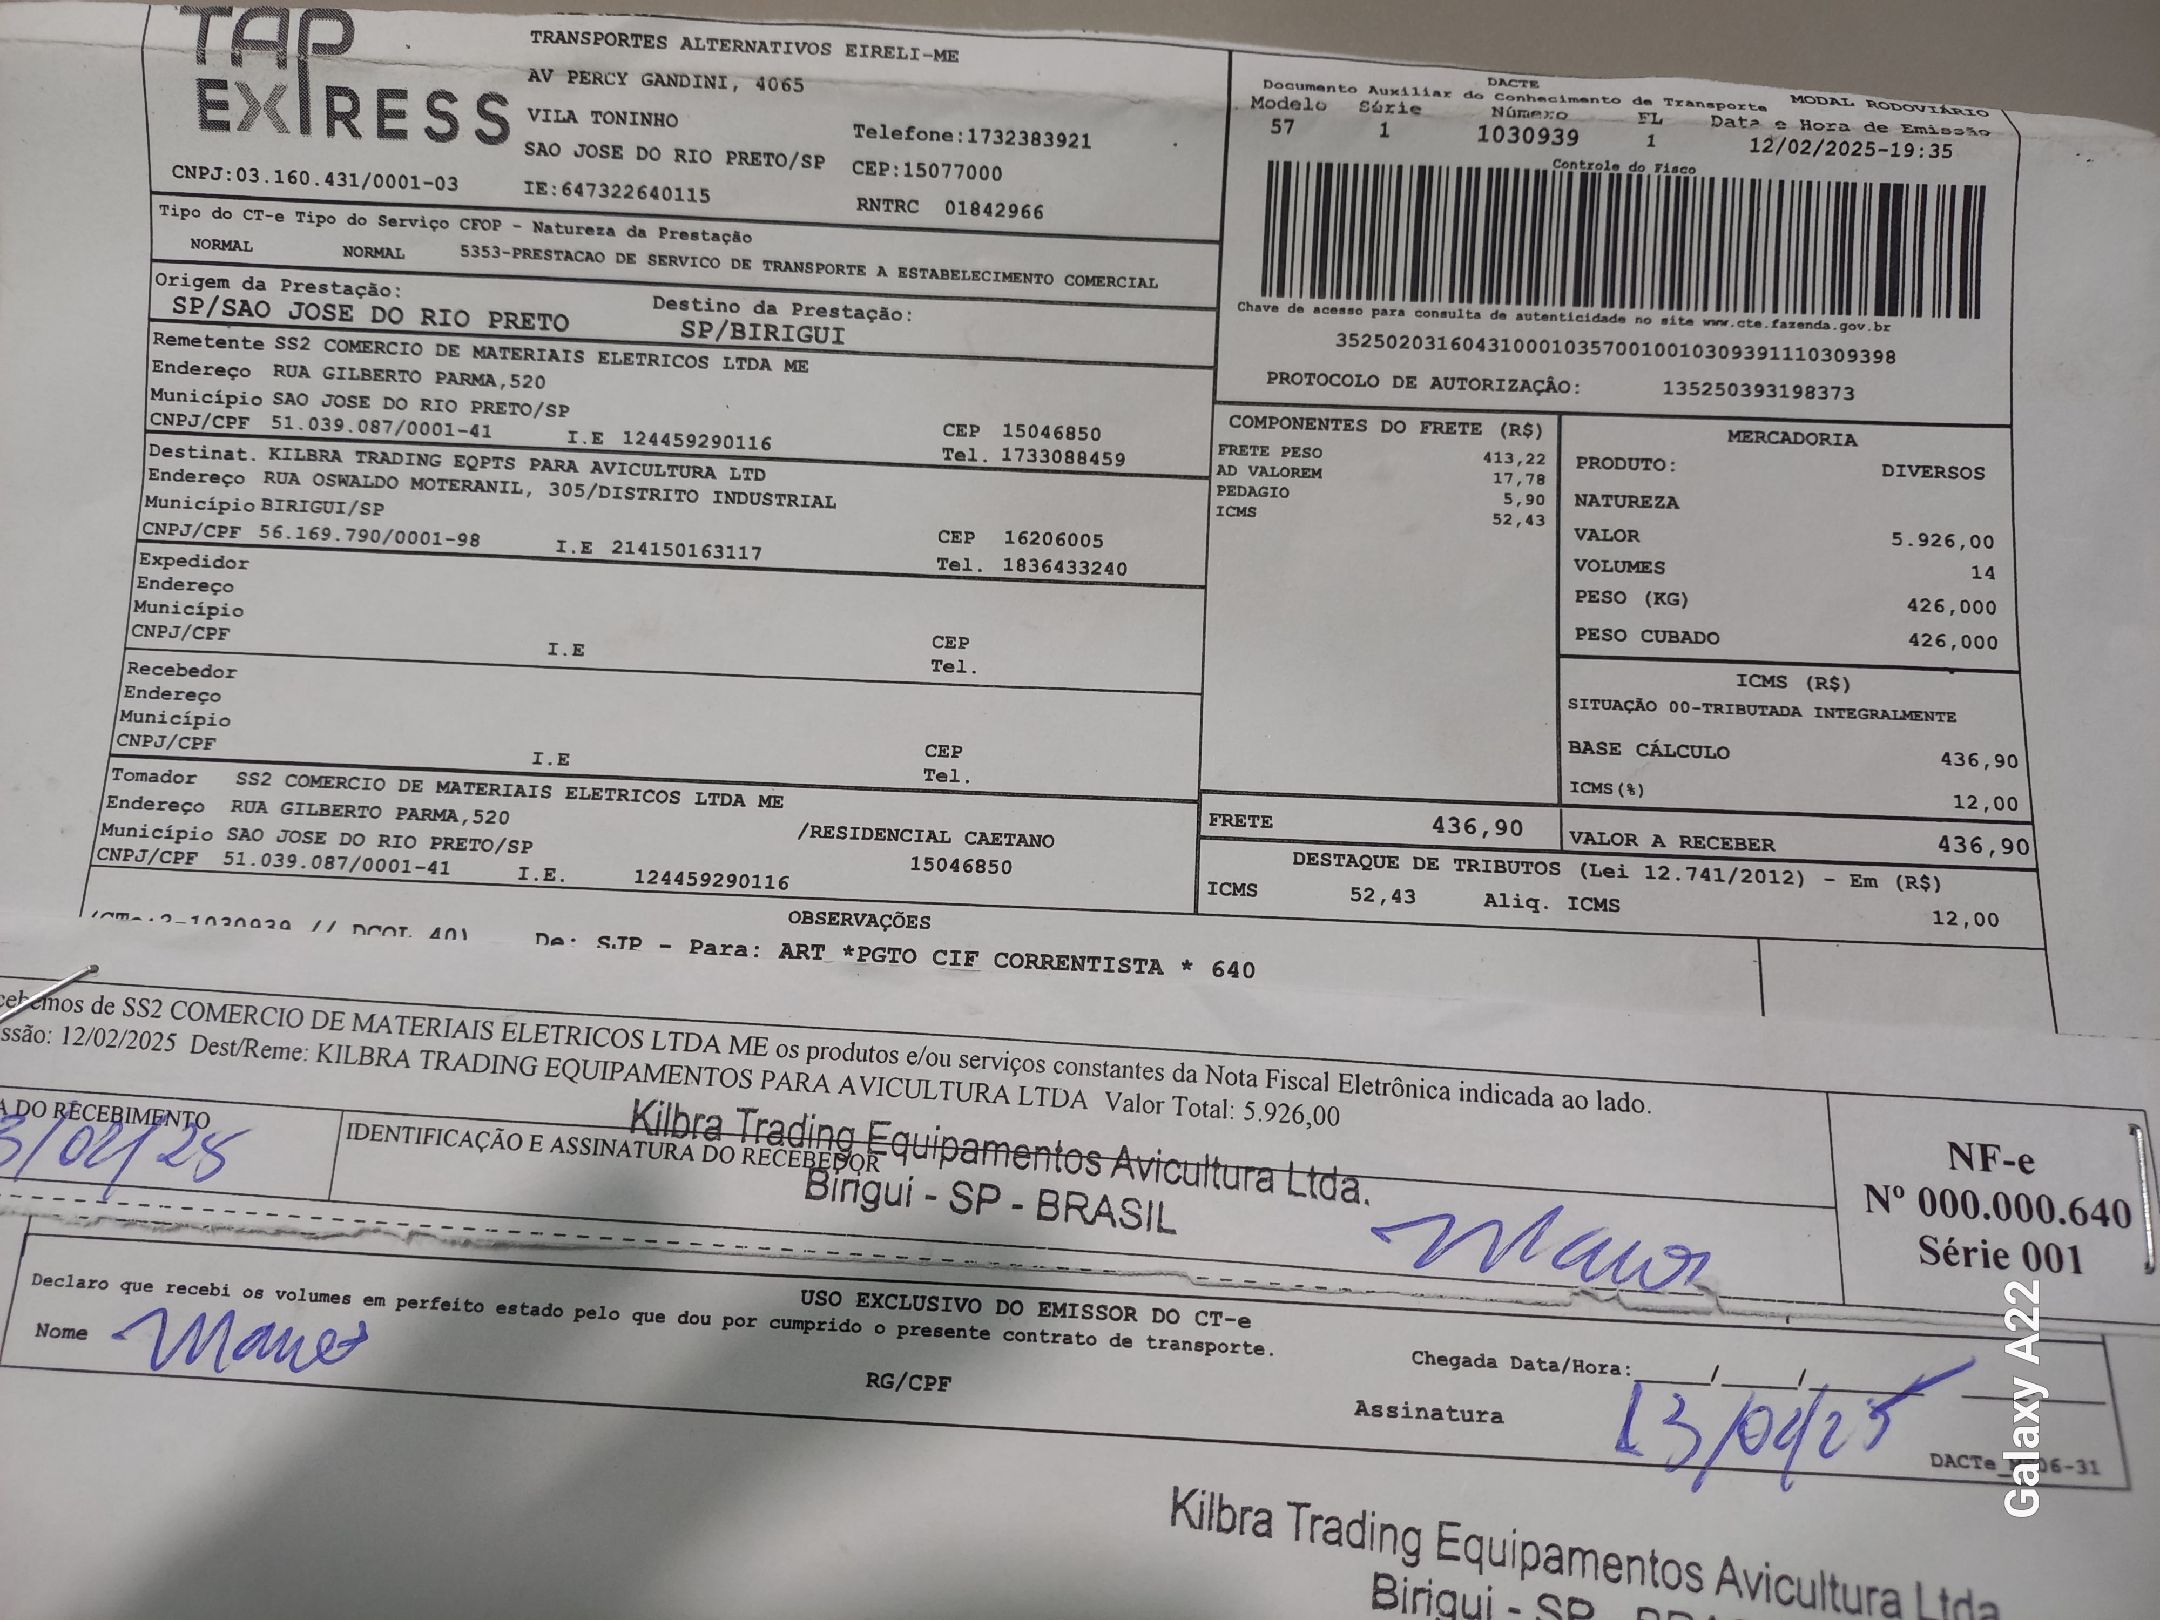 TAP
EXPRESS
TRANSPORTES ALTERNATIVOS EIRELI-ME
AV PERCY GANDINI, 4065
VILA TONINHO
Telefone:1732383921
SAO JOSE DO RIO PRETO/SP CEP:15077000
CNPJ:03.160.431/0001-03 IE:647322640115 RNTRC 01842966
DACTE
Documento Auxiliar do Conhecimento de Transporte MODAL RODOVIÁRIO
Modelo Série Número FL Data e Hora de Emissão
57 1 1030939 1 12/02/2025-19:35
Controle do Fisco
Chave de acesso para consulta de autenticidade no site www.cte.fazenda.gov.br
35250203160431000103570010010309391110309398
PROTOCOLO DE AUTORIZAÇÃO: 135250393198373
Tipo do CT-e Tipo do Serviço CFOP - Natureza da Prestação
NORMAL NORMAL 5353-PRESTACAO DE SERVICO DE TRANSPORTE A ESTABELECIMENTO COMERCIAL
Origem da Prestação: Destino da Prestação:
SP/SAO JOSE DO RIO PRETO SP/BIRIGUI
Remetente SS2 COMERCIO DE MATERIAIS ELETRICOS LTDA ME
Endereço RUA GILBERTO PARMA,520
Município SAO JOSE DO RIO PRETO/SP CEP 15046850
CNPJ/CPF 51.039.087/0001-41 I.E 124459290116 Tel. 1733088459
Destinat. KILBRA TRADING EQPTS PARA AVICULTURA LTD
Endereço RUA OSWALDO MOTERANIL, 305/DISTRITO INDUSTRIAL
Município BIRIGUI/SP CEP 16206005
CNPJ/CPF 56.169.790/0001-98 I.E 214150163117 Tel. 1836433240
Expedidor
Endereço
Município CEP
CNPJ/CPF I.E Tel.
Recebedor
Endereço
Município CEP
CNPJ/CPF I.E Tel.
Tomador SS2 COMERCIO DE MATERIAIS ELETRICOS LTDA ME
Endereço RUA GILBERTO PARMA,520 /RESIDENCIAL CAETANO
Município SAO JOSE DO RIO PRETO/SP 15046850
CNPJ/CPF 51.039.087/0001-41 I.E. 124459290116
COMPONENTES DO FRETE (R$)
FRETE PESO 413,22
AD VALOREM 17,78
PEDAGIO 5,90
ICMS 52,43
MERCADORIA
PRODUTO: DIVERSOS
NATUREZA
VALOR 5.926,00
VOLUMES 14
PESO (KG) 426,000
PESO CUBADO 426,000
ICMS (R$)
SITUAÇÃO 00-TRIBUTADA INTEGRALMENTE
BASE CÁLCULO 436,90
ICMS(%) 12,00
FRETE 436,90 VALOR A RECEBER 436,90
DESTAQUE DE TRIBUTOS (Lei 12.741/2012) - Em (R$)
ICMS 52,43 Aliq. ICMS 12,00
OBSERVAÇÕES
De: SJP - Para: ART *PGTO CIF CORRENTISTA * 640
cebemos de SS2 COMERCIO DE MATERIAIS ELETRICOS LTDA ME os produtos e/ou serviços constantes da Nota Fiscal Eletrônica indicada ao lado.
ssão: 12/02/2025 Dest/Reme: KILBRA TRADING EQUIPAMENTOS PARA AVICULTURA LTDA Valor Total: 5.926,00
A DO RECEBIMENTO
3/02/25
IDENTIFICAÇÃO E ASSINATURA DO RECEBEDOR
Kilbra Trading Equipamentos Avicultura Ltda.
Birigui - SP - BRASIL
NF-e
Nº 000.000.640
Série 001
USO EXCLUSIVO DO EMISSOR DO CT-e
Declaro que recebi os volumes em perfeito estado pelo que dou por cumprido o presente contrato de transporte.
Nome
RG/CPF
Chegada Data/Hora: ____/____/____
Assinatura
13/02/25
Kilbra Trading Equipamentos Avicultura Ltda
Birigui - SP
Galaxy A22